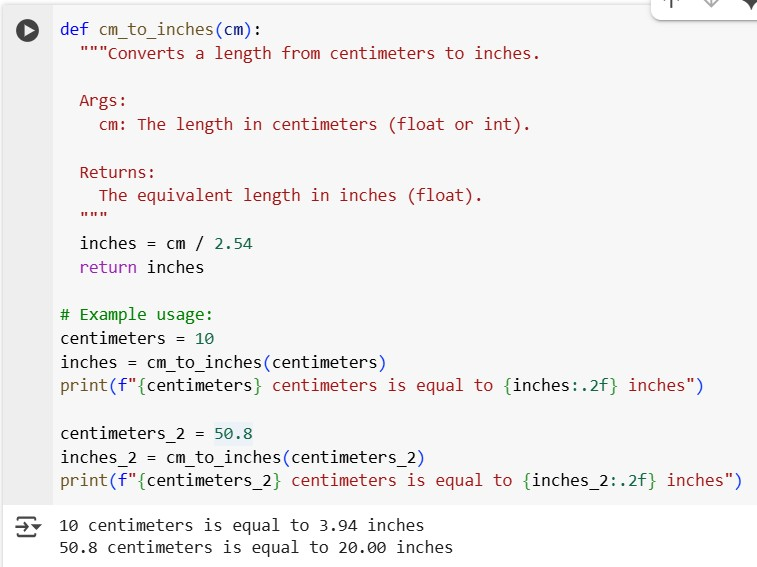 def cm_to_inches(cm):
"""Converts a length from centimeters to inches.
Args:
cm: The length in centimeters (float or int).
Returns:
The equivalent length in inches (float).
"""
inches = cm / 2.54
return inches
# Example usage:
centimeters = 10
inches = cm_to_inches(centimeters)
print(f"{centimeters} centimeters is equal to {inches:.2f} inches")
centimeters_2 = 50.8
inches_2 = cm_to_inches(centimeters_2)
print(f"{centimeters_2} centimeters is equal to {inches_2:.2f} inches")
10 centimeters is equal to 3.94 inches
50.8 centimeters is equal to 20.00 inches